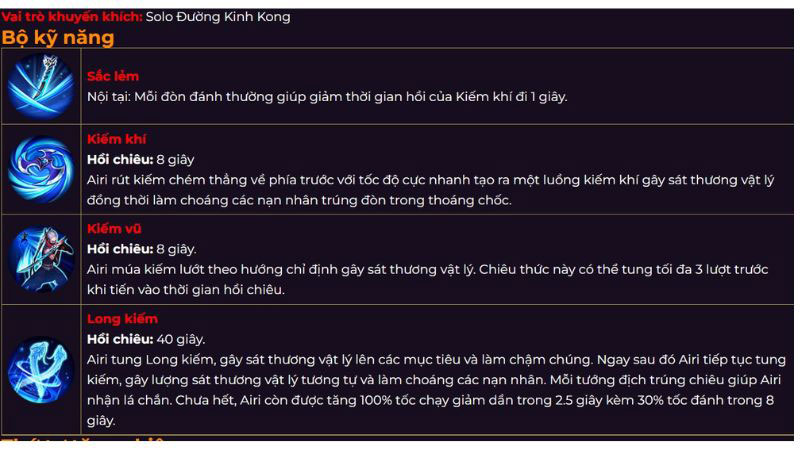 Vai trò khuyến khích: Solo Đường Kinh Kong
Bộ kỹ năng
Sắc lẻm
Nội tại: Mỗi đòn đánh thường giúp giảm thời gian hồi của Kiếm khí đi 1 giây.
Kiếm khí
Hồi chiêu: 8 giây
Airi rút kiếm chém thẳng về phía trước với tốc độ cực nhanh tạo ra một luồng kiếm khí gây sát thương vật lý
đồng thời làm choáng các nạn nhân trúng đòn trong thoáng chốc.
Kiếm vũ
Hồi chiêu: 8 giây.
Airi múa kiếm lướt theo hướng chỉ định gây sát thương vật lý. Chiêu thức này có thể tung tối đa 3 lượt trước
khi tiến vào thời gian hồi chiêu.
Long kiếm
Hồi chiêu: 40 giây.
Airi tung Long kiếm, gây sát thương vật lý lên các mục tiêu và làm chậm chúng. Ngay sau đó Airi tiếp tục tung
kiếm, gây lượng sát thương vật lý tương tự và làm choáng các nạn nhân. Mỗi tướng địch trúng chiêu giúp Airi
nhận lá chắn. Chưa hết, Airi còn được tăng 100% tốc chạy giảm dần trong 2.5 giây kèm 30% tốc đánh trong 8
giây.